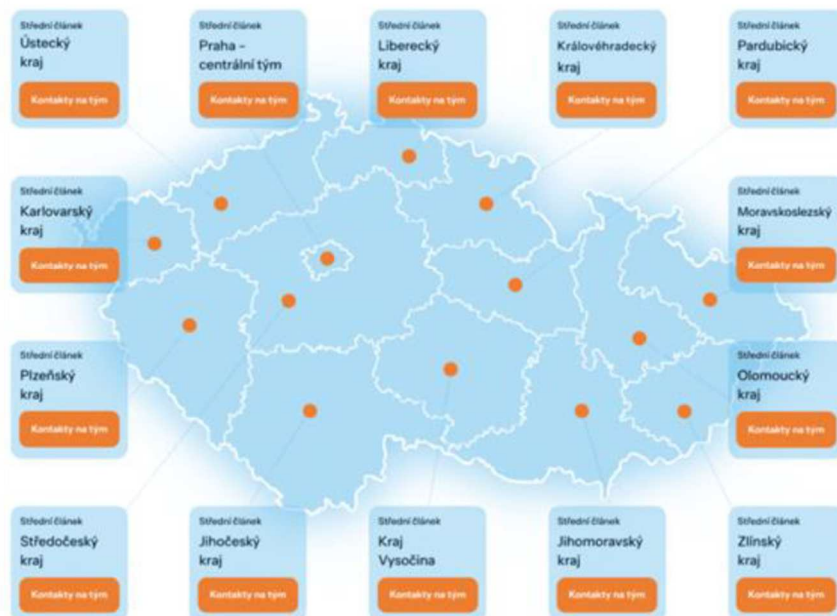 Střední článek
Ústecký
kraj
Kontakty na tým
Střední článek
Praha –
centrální tým
Kontakty na tým
Střední článek
Liberecký
kraj
Kontakty na tým
Střední článek
Královéhradecký
kraj
Kontakty na tým
Střední článek
Pardubický
kraj
Kontakty na tým
Střední článek
Karlovarský
kraj
Kontakty na tým
Střední článek
Moravskoslezský
kraj
Kontakty na tým
Střední článek
Plzeňský
kraj
Kontakty na tým
Střední článek
Olomoucký
kraj
Kontakty na tým
Střední článek
Středočeský
kraj
Kontakty na tým
Střední článek
Jihočeský
kraj
Kontakty na tým
Střední článek
Kraj
Vysočina
Kontakty na tým
Střední článek
Jihomoravský
kraj
Kontakty na tým
Střední článek
Zlínský
kraj
Kontakty na tým